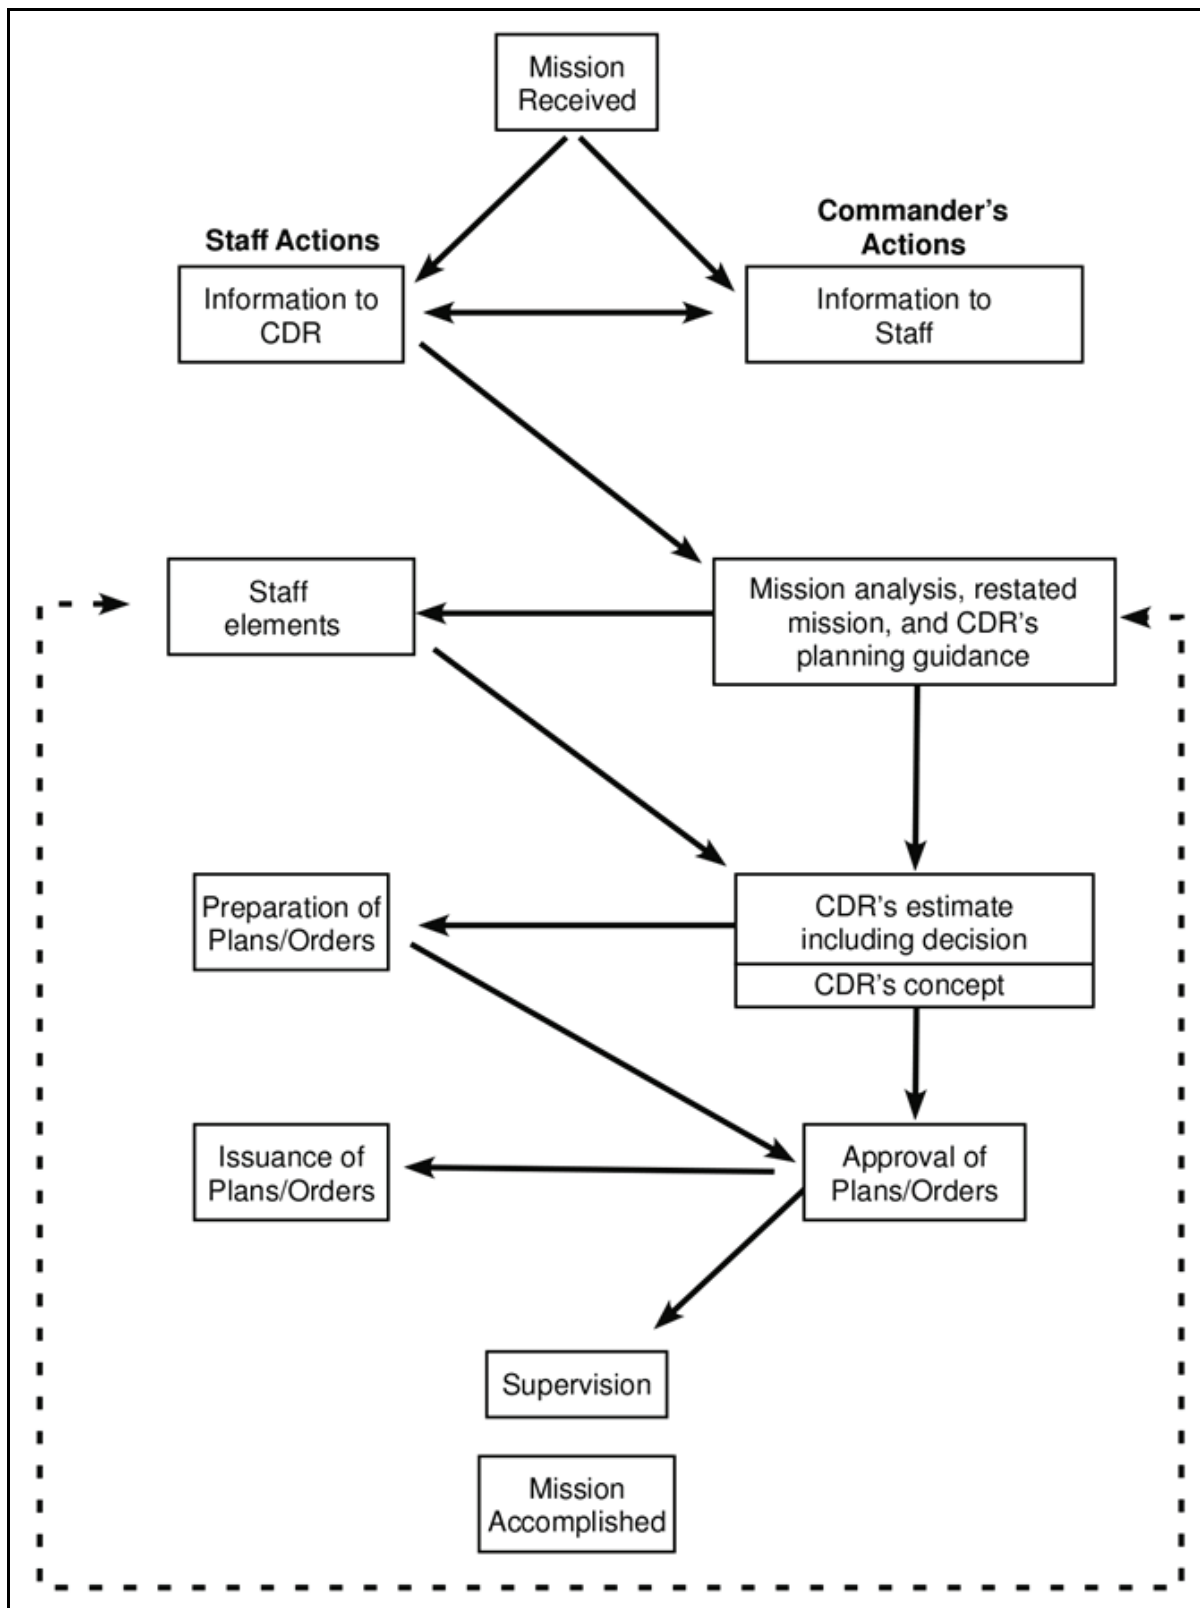 Mission
Received
Staff Actions
Commander's
Actions
Information to
CDR
Information to
Staff
Staff
elements
Mission analysis, restated
mission, and CDR's
planning guidance
Preparation of
Plans/Orders
CDR's estimate
including decision
CDR's concept
Issuance of
Plans/Orders
Approval of
Plans/Orders
Supervision
Mission
Accomplished